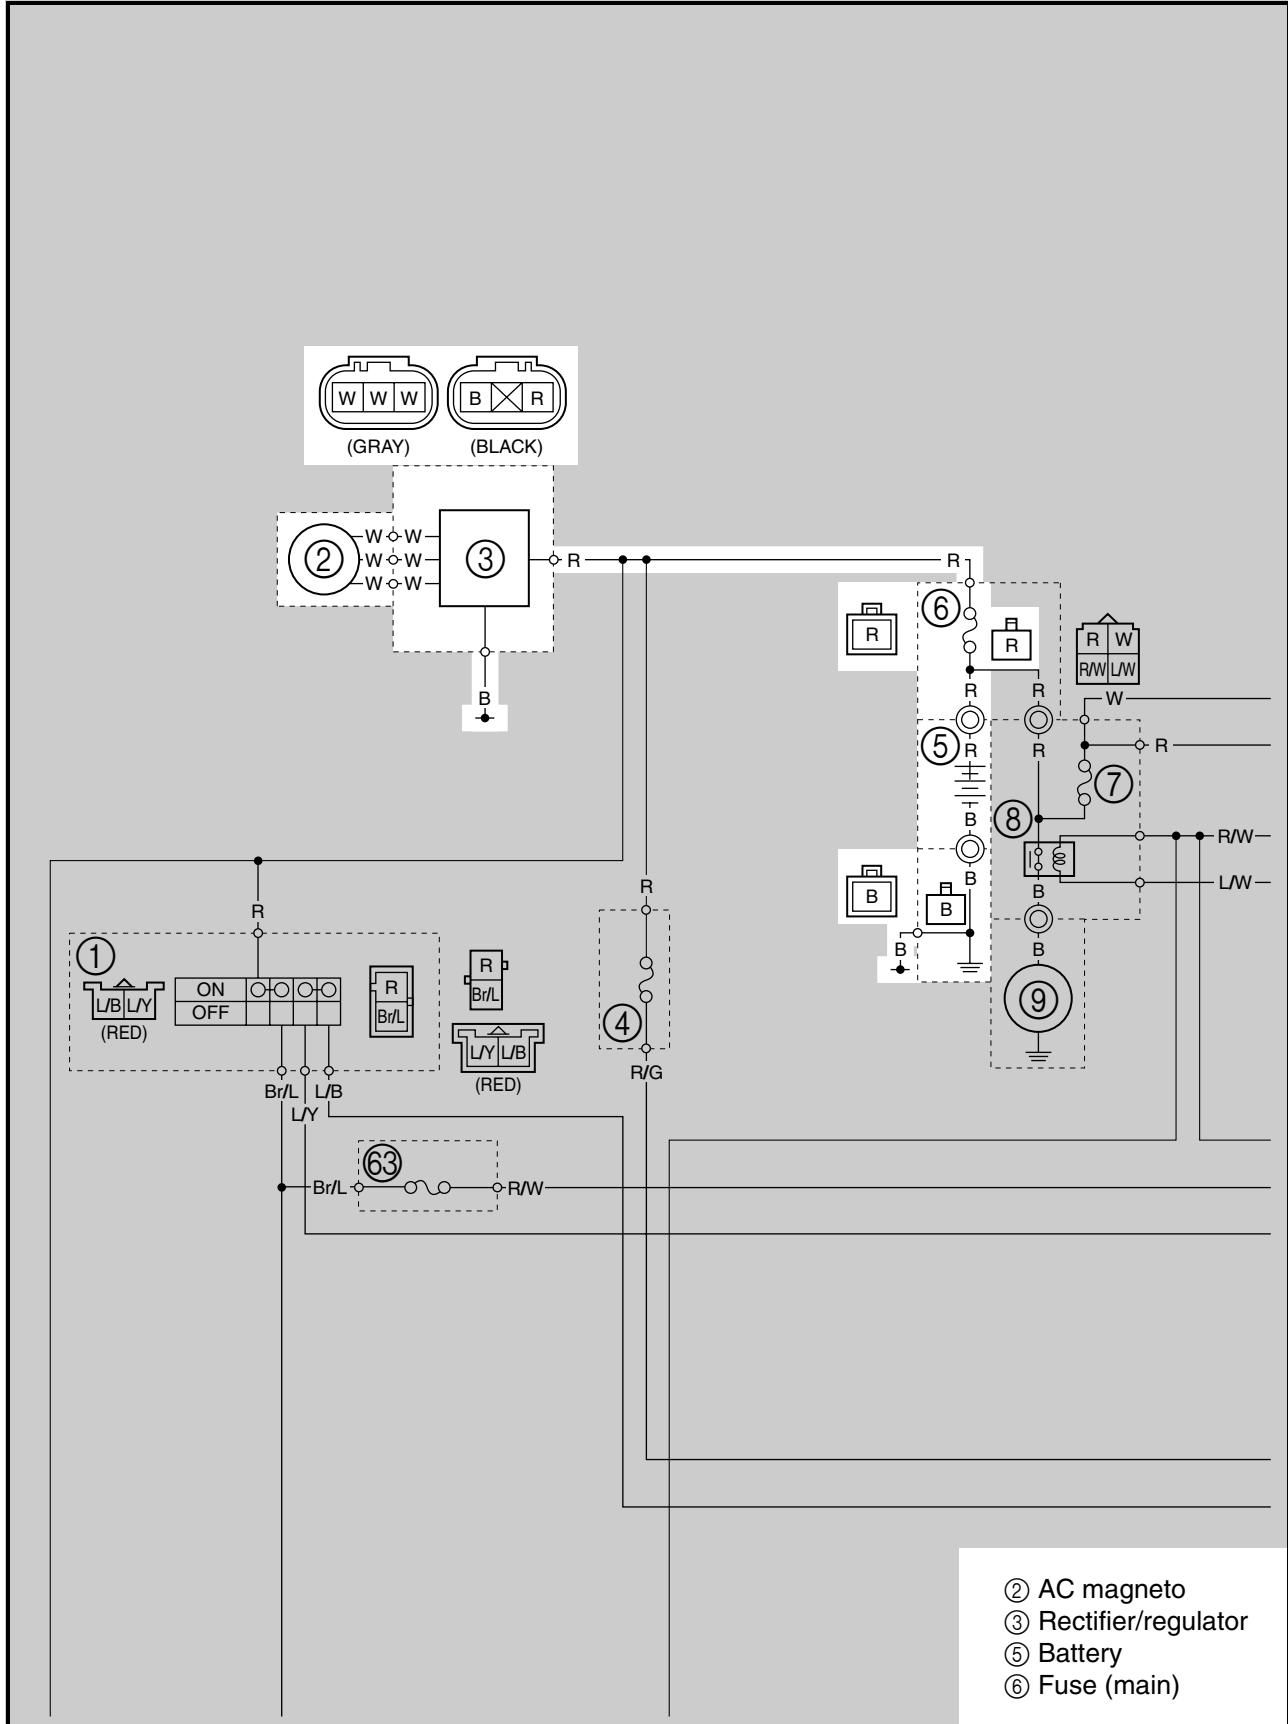 W W W B R
(GRAY) (BLACK)
W W
2 W W 3 R R
W W
6
R R R W
R/W L/W
B R R W
5 R R R
7
B 8
R/W
R B B L/W
R B B
1 R B B
L/B L/Y ON R Br/L 9
(RED) OFF Br/L 4
L/Y L/B
Br/L L/B (RED) R/G
L/Y
63
Br/L R/W
② AC magneto
③ Rectifier/regulator
⑤ Battery
⑥ Fuse (main)